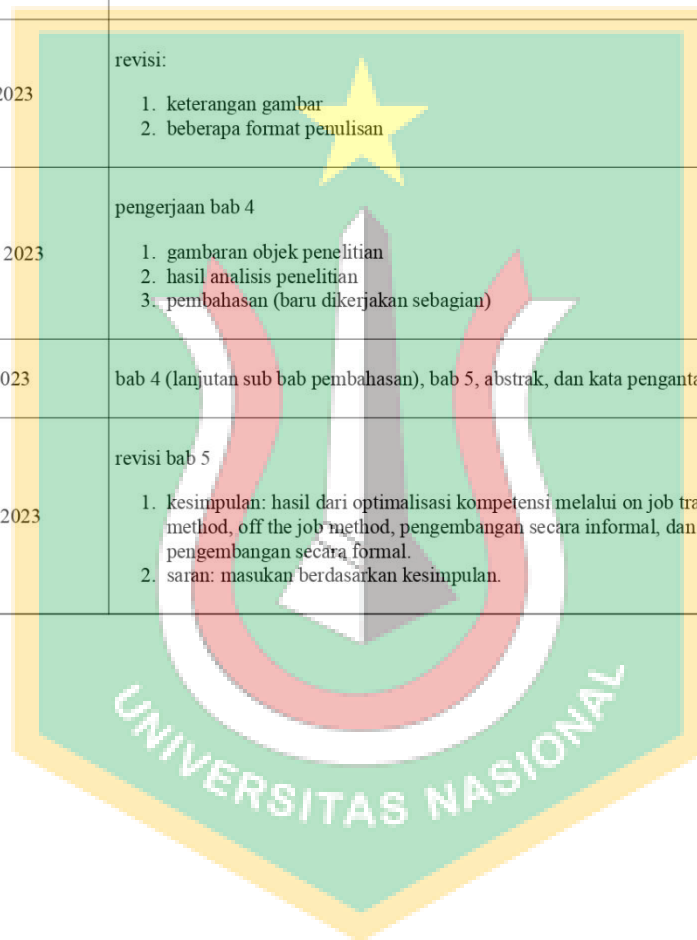 revisi:
2023
1. keterangan gambar
2. beberapa format penulisan
pengerjaan bab 4
2023
1. gambaran objek penelitian
2. hasil analisis penelitian
3. pembahasan (baru dikerjakan sebagian)
023 bab 4 (lanjutan sub bab pembahasan), bab 5, abstrak, dan kata penganta
revisi bab 5
2023
1. kesimpulan: hasil dari optimalisasi kompetensi melalui on job tra
method, off the job method, pengembangan secara informal, dan
pengembangan secara formal.
2. saran: masukan berdasarkan kesimpulan.
UNIVERSITAS NASIONAL